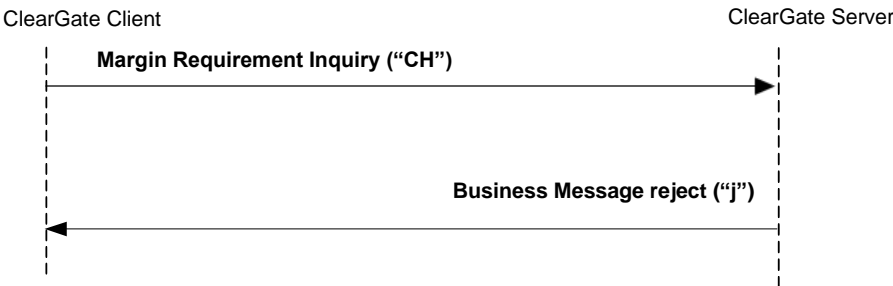 ClearGate Client
ClearGate Server
Margin Requirement Inquiry (“CH”)
Business Message reject (“j”)